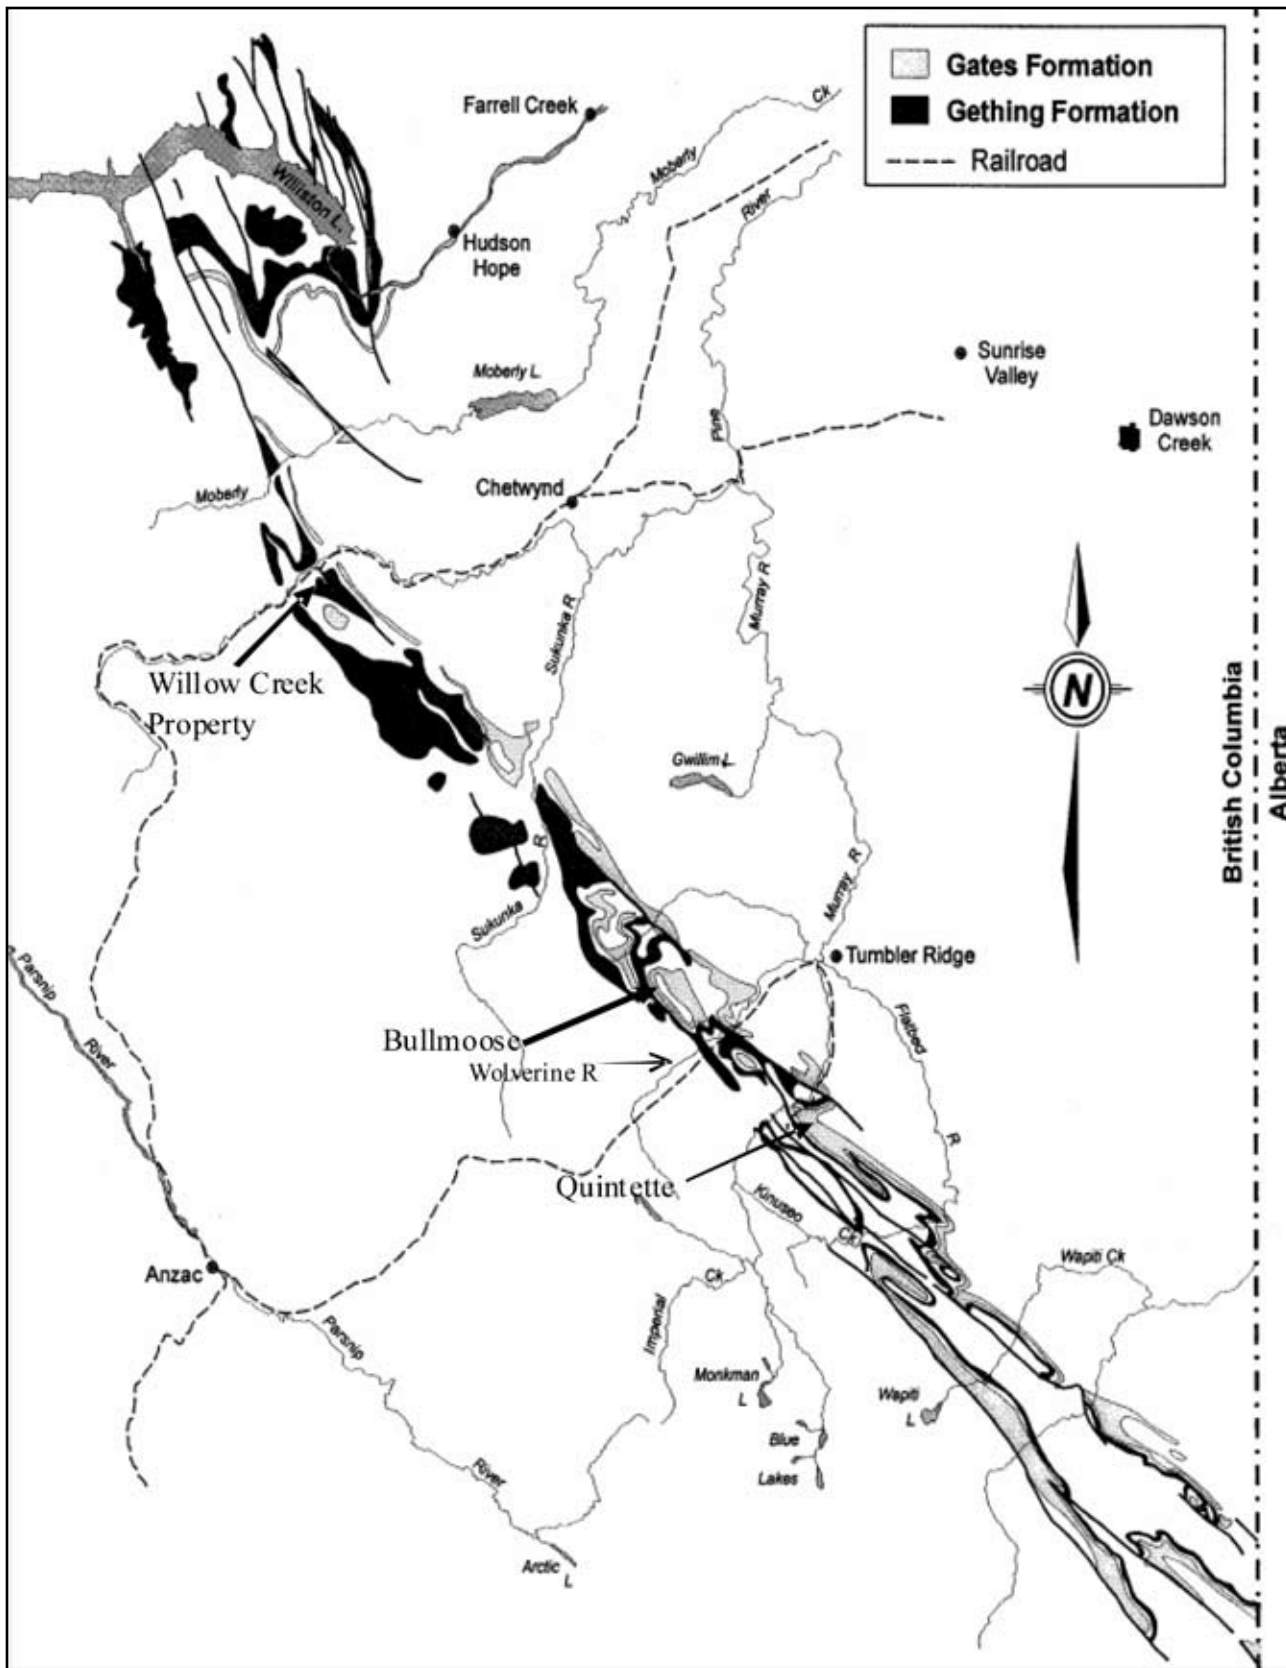 Gates Formation
Gething Formation
Railroad
Farrell Creek
Moberly
Ck
Williston L.
River
Hudson
Hope
Sunrise
Valley
Moberly L.
Pine
Dawson
Creek
Moberly
Chetwynd
Sukunka R
Murray R
N
Willow Creek
Property
Gwillim L.
British Columbia
Alberta
R
Sukunka
Murray R
Tumbler Ridge
Parsnip
River
Flatbed
R
Bullmoose
Wolverine R
Quintette
Kinuseo
Ck
Anzac
Ck
Wapiti Ck
Imperial
Parsnip
Monkman
L
Wapiti
L
Blue
Lakes
River
Arctic
L